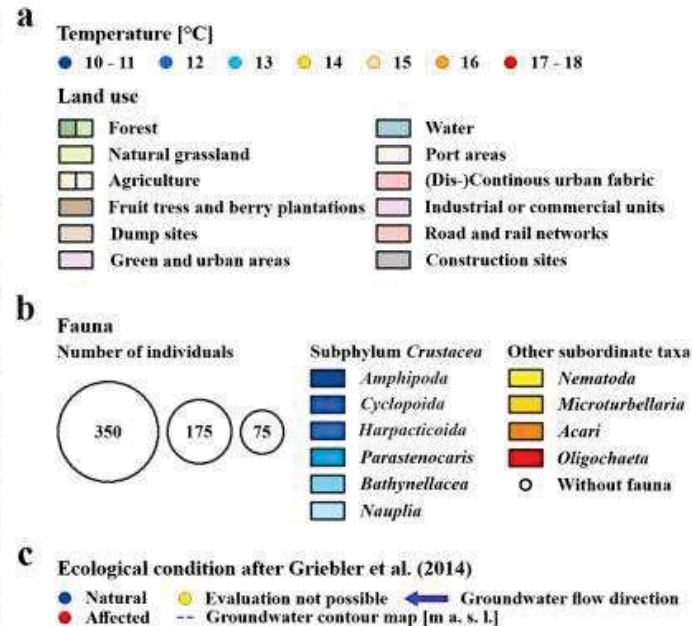 a
Temperature [°C]
10 - 11 12 13 14 15 16 17 - 18
Land use
Forest
Natural grassland
Agriculture
Fruit tress and berry plantations
Dump sites
Green and urban areas
Water
Port areas
(Dis-)Continous urban fabric
Industrial or commercial units
Road and rail networks
Construction sites
b
Fauna
Number of individuals
350 175 75
Subphylum Crustacea
Amphipoda
Cyclopoida
Harpacticoida
Parastenocaris
Bathynellacea
Nauplia
Other subordinate taxa
Nematoda
Microturbellaria
Acari
Oligochaeta
Without fauna
c
Ecological condition after Griebler et al. (2014)
Natural Evaluation not possible Groundwater flow direction
Affected Groundwater contour map [m a. s. l.]